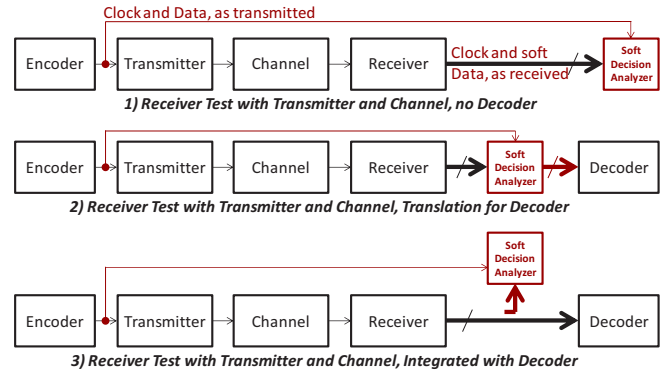 Clock and Data, as transmitted
Encoder
Transmitter
Channel
Receiver
Clock and soft
Data, as received
Soft
Decision
Analyzer
1) Receiver Test with Transmitter and Channel, no Decoder
Encoder
Transmitter
Channel
Receiver
Soft
Decision
Analyzer
Decoder
2) Receiver Test with Transmitter and Channel, Translation for Decoder
Soft
Decision
Analyzer
Encoder
Transmitter
Channel
Receiver
Decoder
3) Receiver Test with Transmitter and Channel, Integrated with Decoder